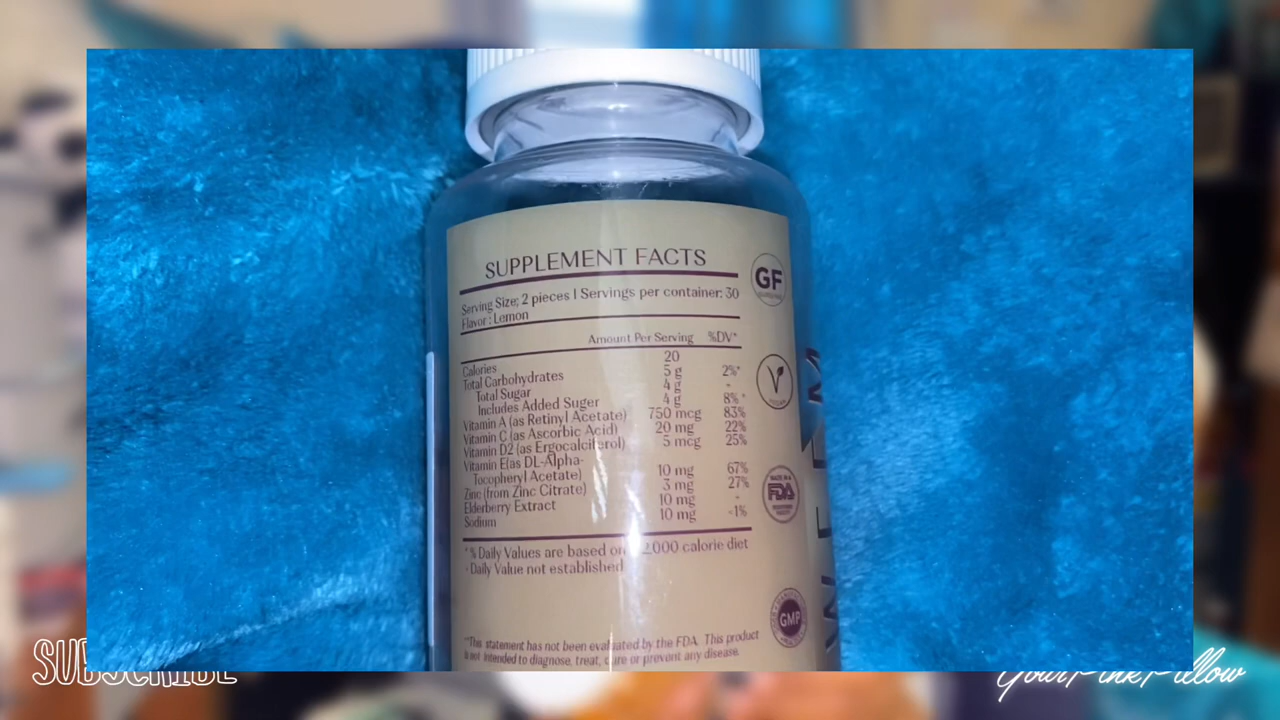 SUPPLEMENT FACTS
Serving Size; 2 pieces | Servings per container: 30
Flavor : Lemon
Amount Per Serving %DV*
Calories 20
Total Carbohydrates 5 g 2%*
Total Sugar 4 g -
Includes Added Suger 4 g 8% *
Vitamin A (as Retinyl Acetate) 750 mcg 83%
Vitamin C (as Ascorbic Acid) 20 mg 22%
Vitamin D2 (as Ergocalciferol) 5 mcg 25%
Vitamin E(as DL-Alpha-
Tocopheryl Acetate) 10 mg 67%
Zinc (from Zinc Citrate) 3 mg 27%
Elderberry Extract 10 mg -
Sodium 10 mg <1%
* % Daily Values are based on 2,000 calorie diet
- Daily Value not established
**This statement has not been evaluated by the FDA. This product
is not intended to diagnose, treat, cure or prevent any disease.
GF
V
MADE IN A
FDA
GMP
SUBSCRIBE
YourPinkPillow